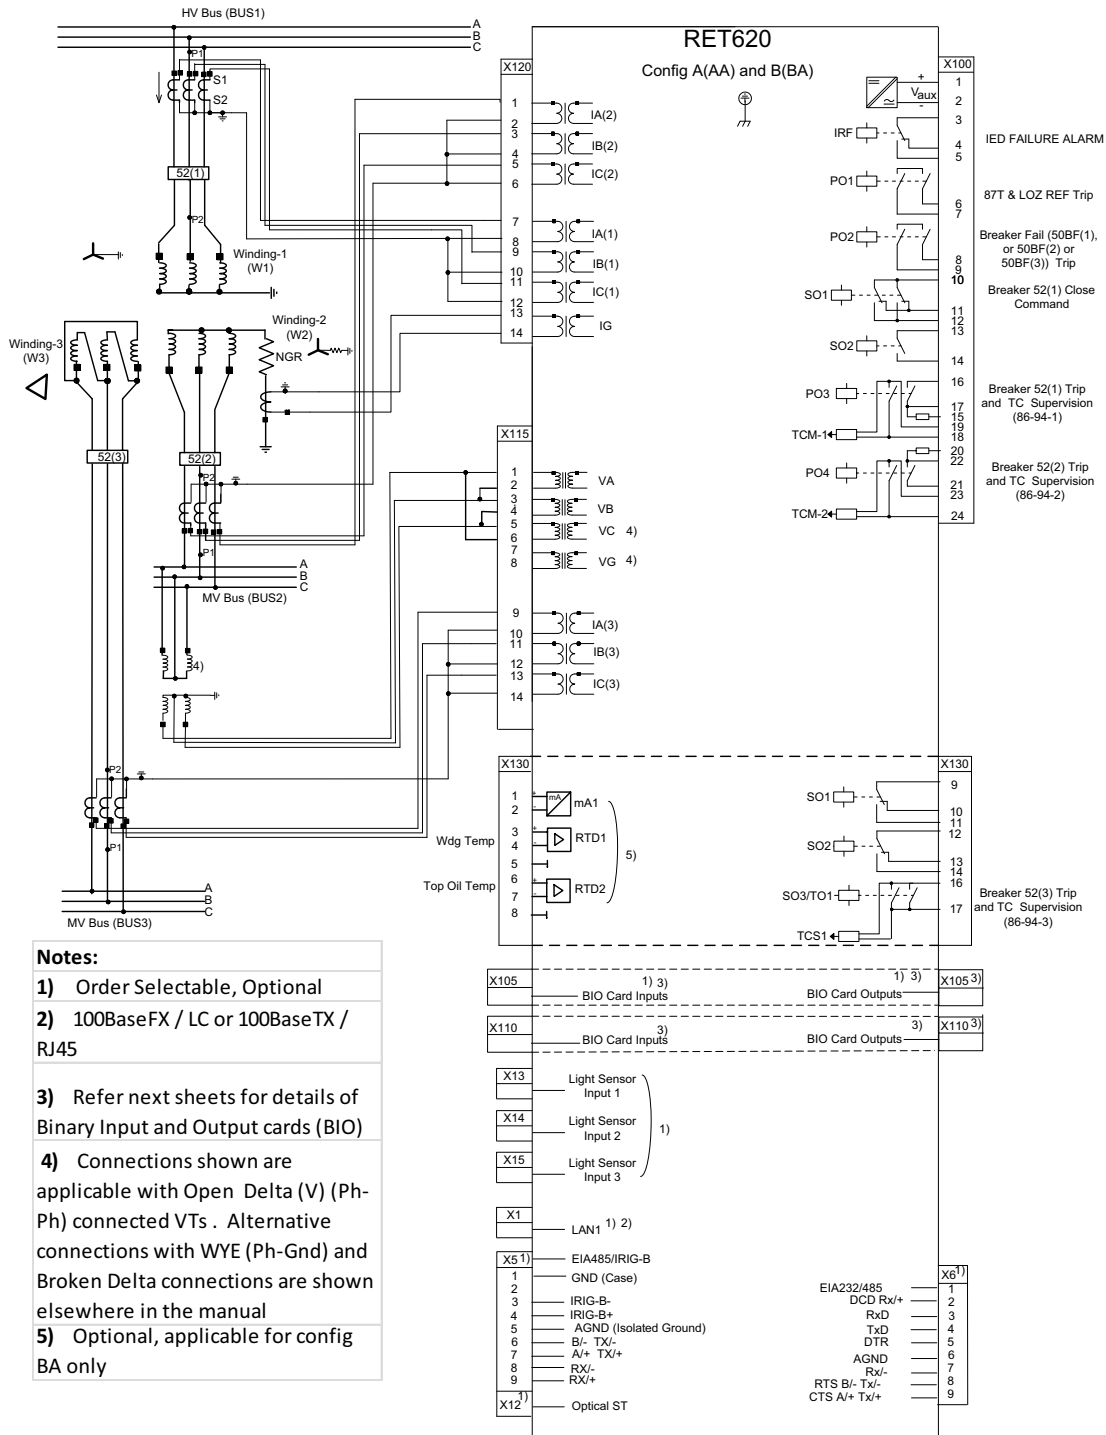 HV Bus (BUS1)
A
B
C
P1
S1
S2
52(1)
P2
Winding-1
(W1)
Winding-2
(W2)
NGR
Winding-3
(W3)
52(3)
52(2)
P2
P1
A
B
C
MV Bus (BUS2)
4)
P2
P1
A
B
C
MV Bus (BUS3)
RET620
Config A(AA) and B(BA)
X120
1
2
3
4
5
6
7
8
9
10
11
12
13
14
IA(2)
IB(2)
IC(2)
IA(1)
IB(1)
IC(1)
IG
X115
1
2
3
4
5
6
7
8
9
10
11
12
13
14
VA
VB
VC 4)
VG 4)
IA(3)
IB(3)
IC(3)
X130
1
2
3
4
5
6
7
8
Wdg Temp
Top Oil Temp
+
-
mA
mA1
+
-
RTD1
+
-
RTD2
5)
X100
1
2
3
4
5
6
7
8
9
10
11
12
13
14
16
17
15
19
18
20
22
21
23
24
+
Vaux
-
IRF
IED FAILURE ALARM
PO1
87T & LOZ REF Trip
PO2
Breaker Fail (50BF(1),
or 50BF(2) or
50BF(3)) Trip
SO1
Breaker 52(1) Close
Command
SO2
PO3
Breaker 52(1) Trip
and TC Supervision
(86-94-1)
TCM-1
PO4
Breaker 52(2) Trip
and TC Supervision
(86-94-2)
TCM-2
X130
9
10
11
12
13
14
16
17
SO1
SO2
SO3/TO1
TCS1
Breaker 52(3) Trip
and TC Supervision
(86-94-3)
X105
1) 3)
BIO Card Inputs
1) 3)
BIO Card Outputs
X105 3)
X110
3)
BIO Card Inputs
3)
BIO Card Outputs
X110 3)
X13
Light Sensor
Input 1
X14
Light Sensor
Input 2
1)
X15
Light Sensor
Input 3
X1
LAN1 1) 2)
X5 1)
EIA485/IRIG-B
1
GND (Case)
2
3
IRIG-B-
4
IRIG-B+
5
AGND (Isolated Ground)
6
B/- TX/-
7
A/+ TX/+
8
RX/-
9
RX/+
X12 1)
Optical ST
X6 1)
EIA232/485
1
DCD Rx/+
2
RxD
3
TxD
4
DTR
5
AGND
6
Rx/-
7
RTS B/- Tx/-
8
CTS A/+ Tx/+
9
Notes:
1) Order Selectable, Optional
2) 100BaseFX / LC or 100BaseTX /
RJ45
3) Refer next sheets for details of
Binary Input and Output cards (BIO)
4) Connections shown are
applicable with Open Delta (V) (Ph-
Ph) connected VTs . Alternative
connections with WYE (Ph-Gnd) and
Broken Delta connections are shown
elsewhere in the manual
5) Optional, applicable for config
BA only